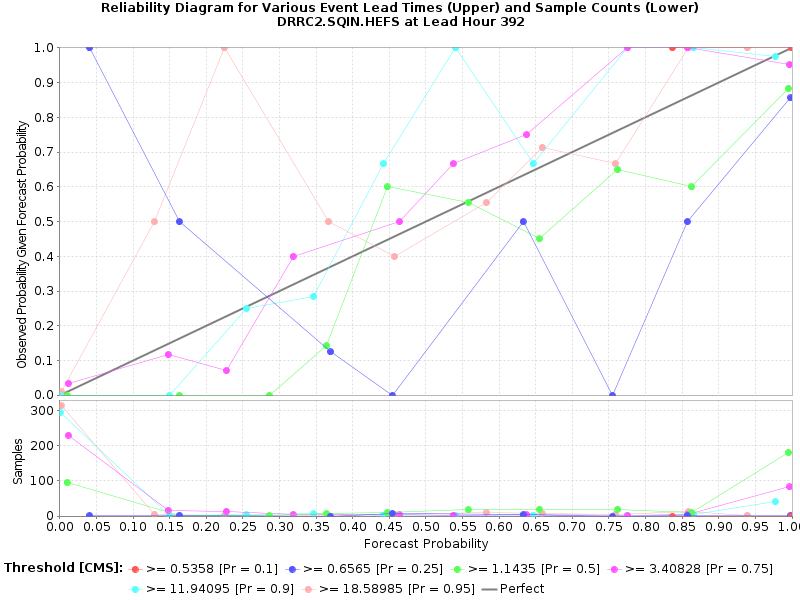 Reliability Diagram for Various Event Lead Times (Upper) and Sample Counts (Lower)
DRRC2.SQIN.HEFS at Lead Hour 392
Observed Probability Given Forecast Probability
1.0
0.9
0.8
0.7
0.6
0.5
0.4
0.3
0.2
0.1
0.0
Samples
300
200
100
0
0.00 0.05 0.10 0.15 0.20 0.25 0.30 0.35 0.40 0.45 0.50 0.55 0.60 0.65 0.70 0.75 0.80 0.85 0.90 0.95 1.0
Forecast Probability
Threshold [CMS]: >= 0.5358 [Pr = 0.1] >= 0.6565 [Pr = 0.25] >= 1.1435 [Pr = 0.5] >= 3.40828 [Pr = 0.75]
>= 11.94095 [Pr = 0.9] >= 18.58985 [Pr = 0.95] Perfect